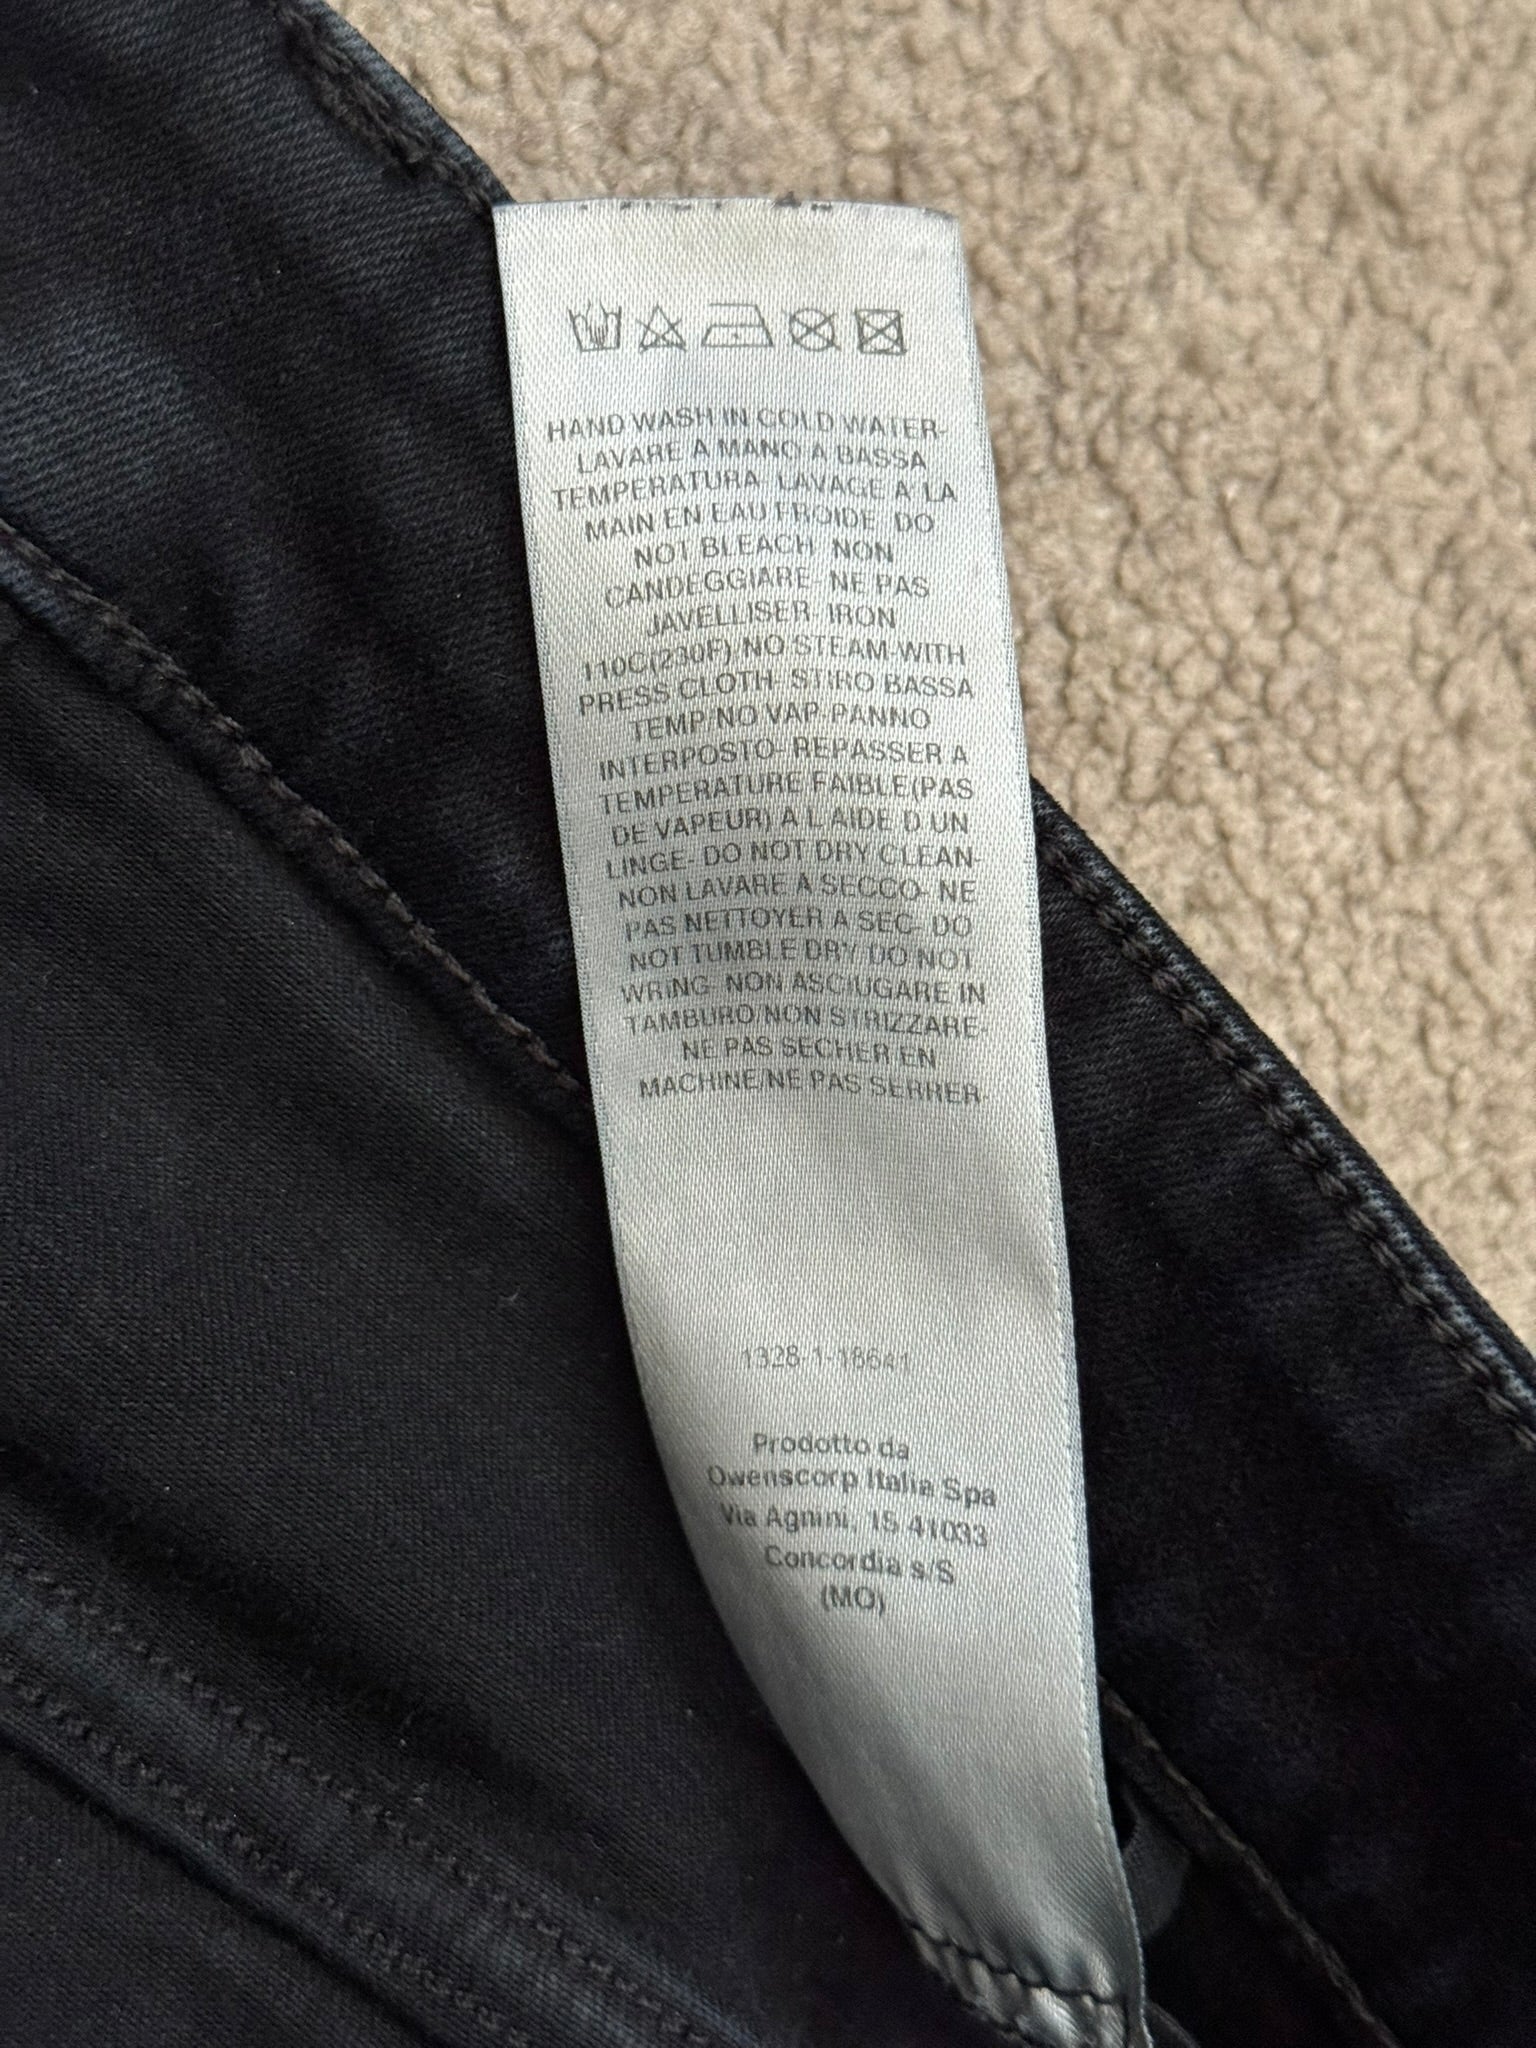 HAND WASH IN COLD WATER-
LAVARE A MANO A BASSA
TEMPERATURA LAVAGE A LA
MAIN EN EAU FROIDE DO
NOT BLEACH NON
CANDEGGIARE- NE PAS
JAVELLISER- IRON
110C(230F) NO STEAM-WITH
PRESS CLOTH- STIRO BASSA
TEMP/NO VAP-PANNO
INTERPOSTO- REPASSER A
TEMPERATURE FAIBLE(PAS
DE VAPEUR) A L AIDE D UN
LINGE- DO NOT DRY CLEAN-
NON LAVARE A SECCO- NE
PAS NETTOYER A SEC- DO
NOT TUMBLE DRY DO NOT
WRING- NON ASCIUGARE IN
TAMBURO/NON STRIZZARE-
NE PAS SECHER EN
MACHINE/NE PAS SERRER
1328-1-18641
Prodotto da
Owenscorp Italia Spa
Via Agnini, 15 41033
Concordia s/S
(MO)